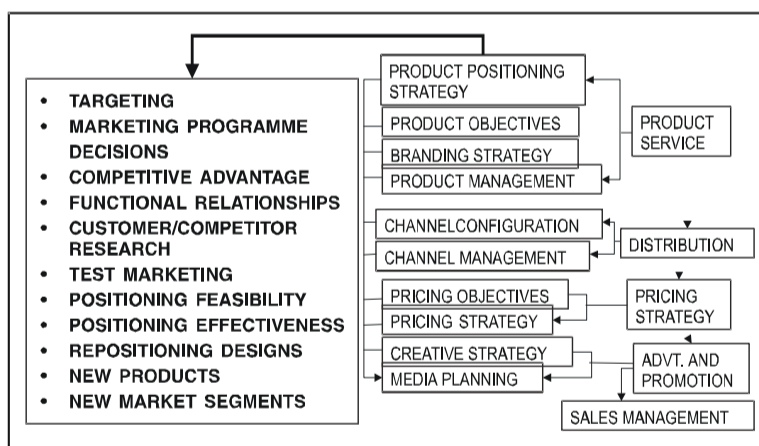 • TARGETING
• MARKETING PROGRAMME
DECISIONS
• COMPETITIVE ADVANTAGE
• FUNCTIONAL RELATIONSHIPS
• CUSTOMER/COMPETITOR
RESEARCH
• TEST MARKETING
• POSITIONING FEASIBILITY
• POSITIONING EFFECTIVENESS
• REPOSITIONING DESIGNS
• NEW PRODUCTS
• NEW MARKET SEGMENTS
PRODUCT POSITIONING
STRATEGY
PRODUCT OBJECTIVES
BRANDING STRATEGY
PRODUCT MANAGEMENT
CHANNELCONFIGURATION
CHANNEL MANAGEMENT
PRICING OBJECTIVES
PRICING STRATEGY
CREATIVE STRATEGY
MEDIA PLANNING
PRODUCT
SERVICE
DISTRIBUTION
PRICING
STRATEGY
ADVT. AND
PROMOTION
SALES MANAGEMENT